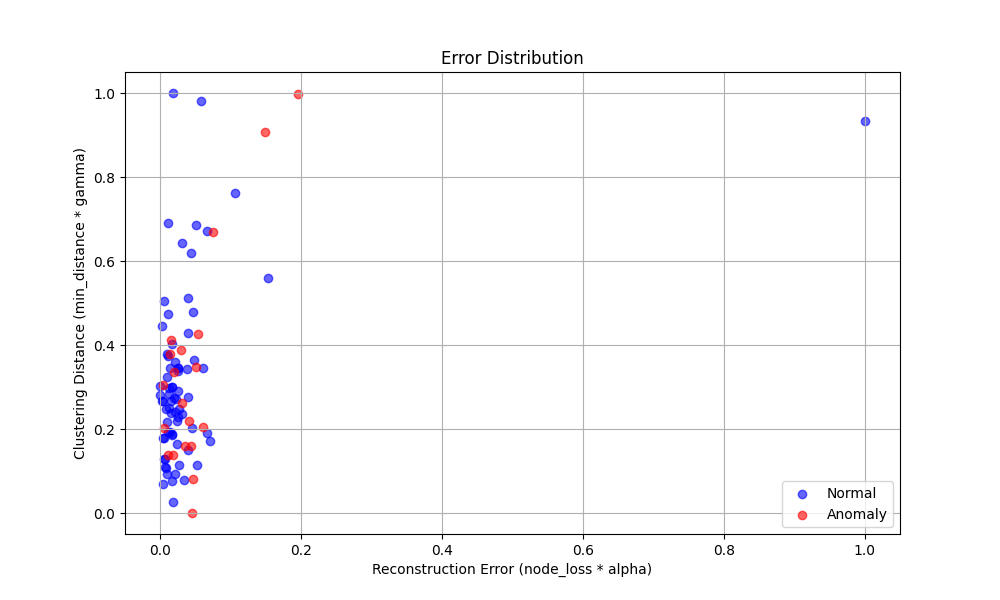 Error Distribution
Clustering Distance (min_distance * gamma)
1.0
0.8
0.6
0.4
0.2
0.0
0.0 0.2 0.4 0.6 0.8 1.0
Reconstruction Error (node_loss * alpha)
Normal
Anomaly